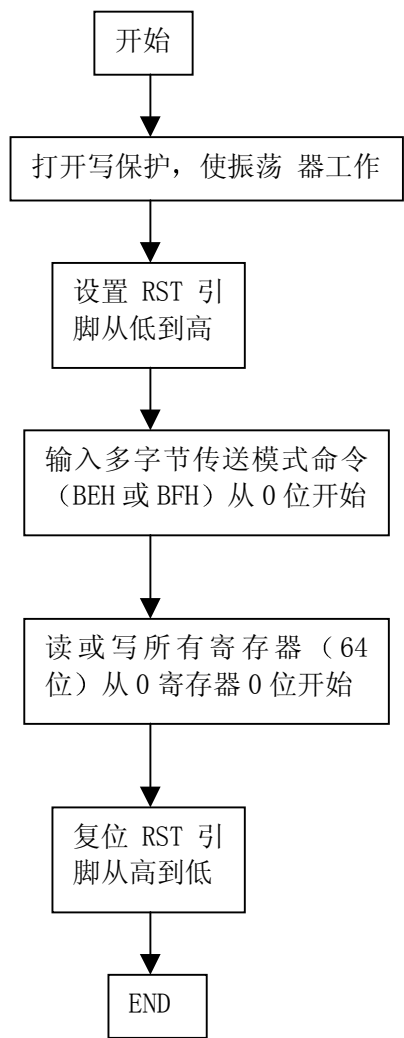 开始
打开写保护，使振荡 器工作
设置 RST 引
脚从低到高
输入多字节传送模式命令
（BEH 或 BFH）从 0 位开始
读或写所有寄存器（64
位）从 0 寄存器 0 位开始
复位 RST 引
脚从高到低
END